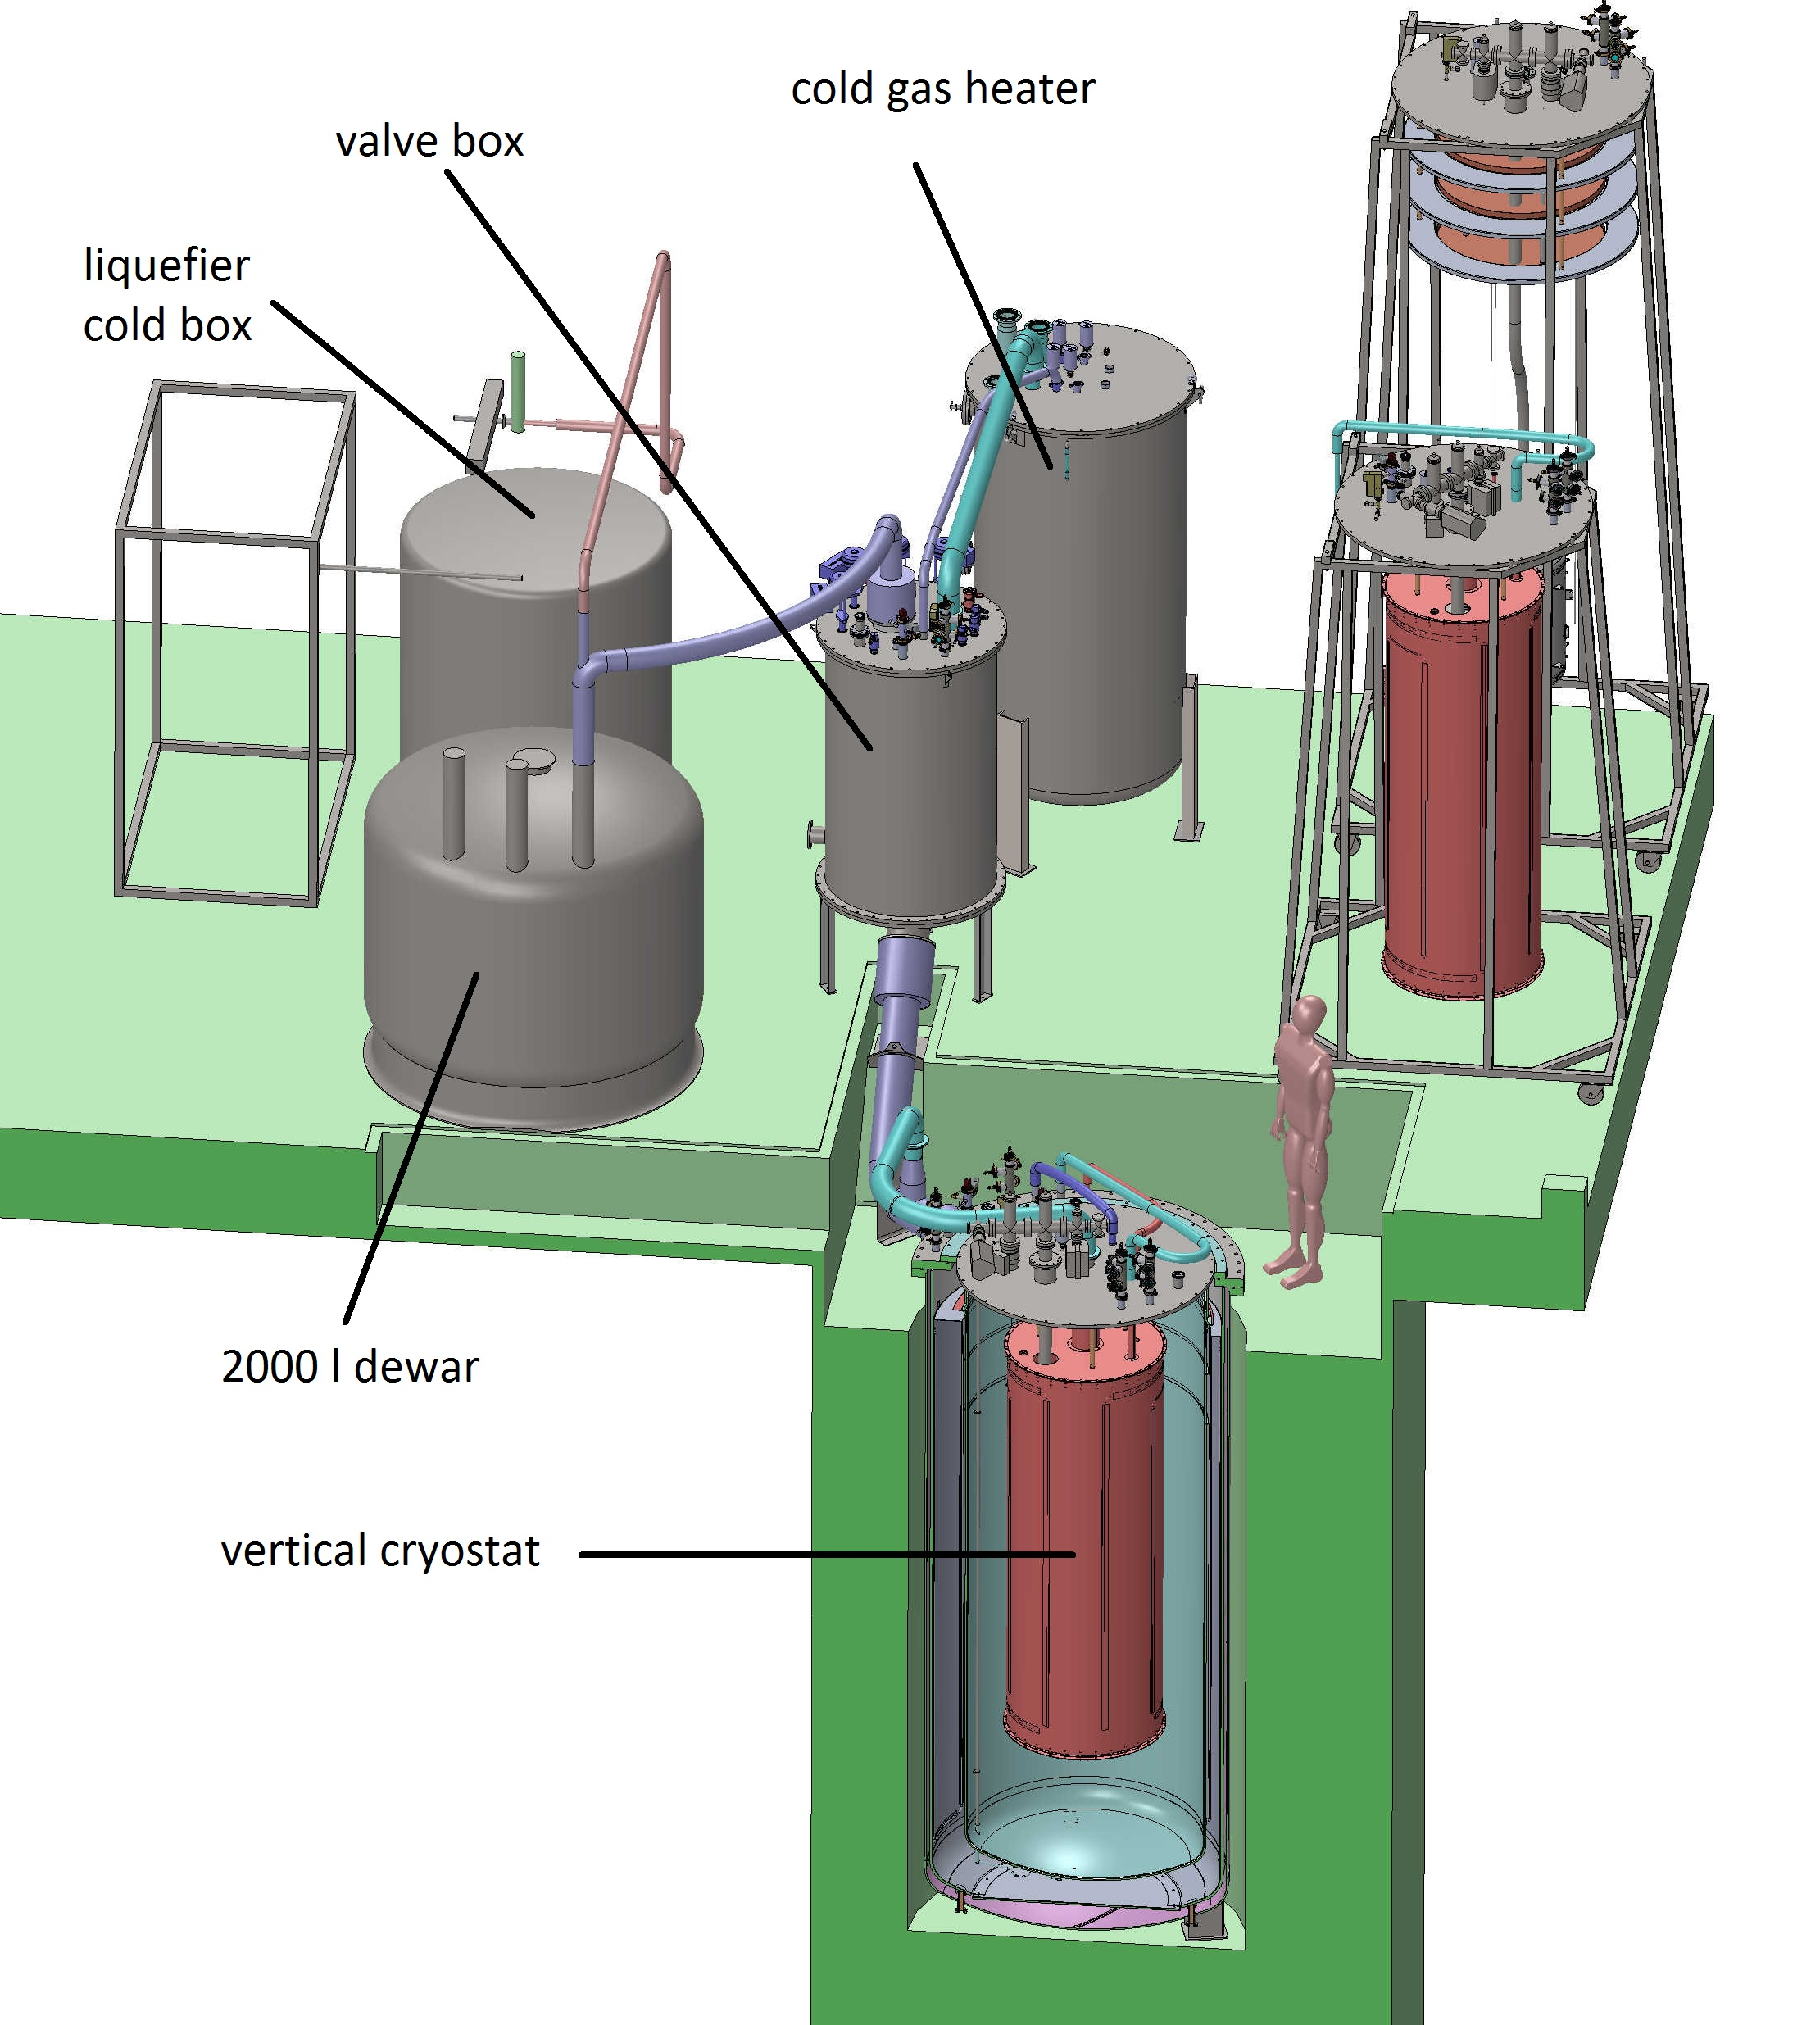 cold gas heater
valve box
liquefier
cold box
2000 l dewar
vertical cryostat